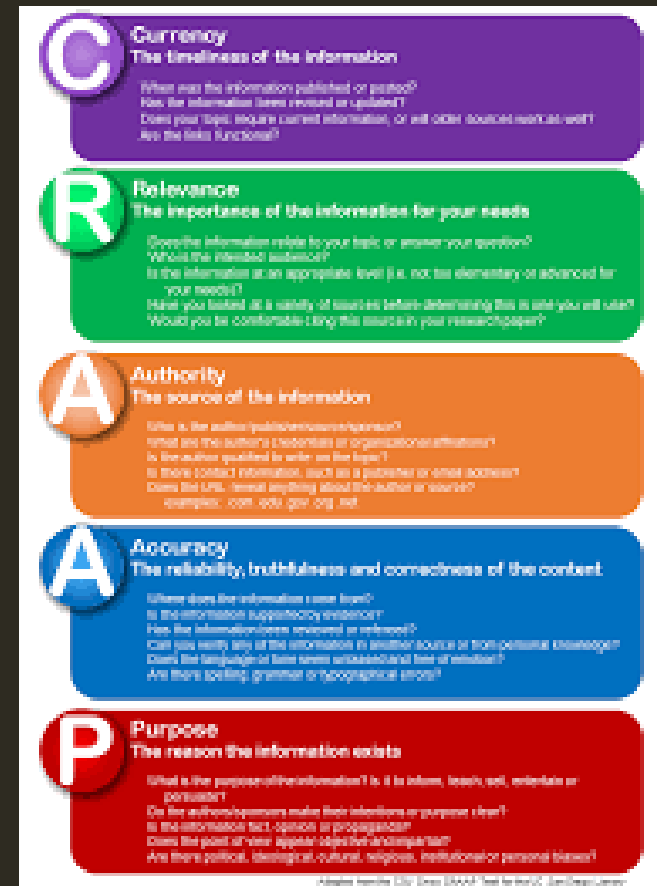 C
Currency
The timeliness of the information
When was the information published or posted?
Has the information been revised or updated?
Does your topic require current information, or will older sources work as well?
Are the links functional?
R
Relevance
The importance of the information for your needs
Does the information relate to your topic or answer your question?
Who is the intended audience?
Is the information at an appropriate level (i.e. not too elementary or advanced for
your needs)?
Have you looked at a variety of sources before determining this is one you will use?
Would you be comfortable citing this source in your research paper?
A
Authority
The source of the information
Who is the author/publisher/source/sponsor?
What are the author's credentials or organizational affiliations?
Is the author qualified to write on the topic?
Is there contact information, such as a publisher or email address?
Does the URL reveal anything about the author or source?
examples: .com .edu .gov .org .net
A
Accuracy
The reliability, truthfulness and correctness of the content
Where does the information come from?
Is the information supported by evidence?
Has the information been reviewed or refereed?
Can you verify any of the information in another source or from personal knowledge?
Does the language or tone seem unbiased and free of emotion?
Are there spelling, grammar or typographical errors?
P
Purpose
The reason the information exists
What is the purpose of the information? Is it to inform, teach, sell, entertain or
persuade?
Do the authors/sponsors make their intentions or purpose clear?
Is the information fact, opinion or propaganda?
Does the point of view appear objective and impartial?
Are there political, ideological, cultural, religious, institutional or personal biases?